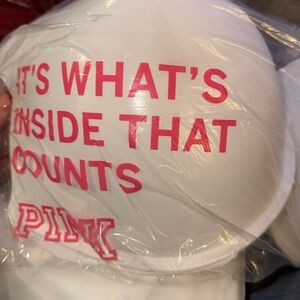 IT'S WHAT'S
INSIDE THAT
COUNTS
PINK